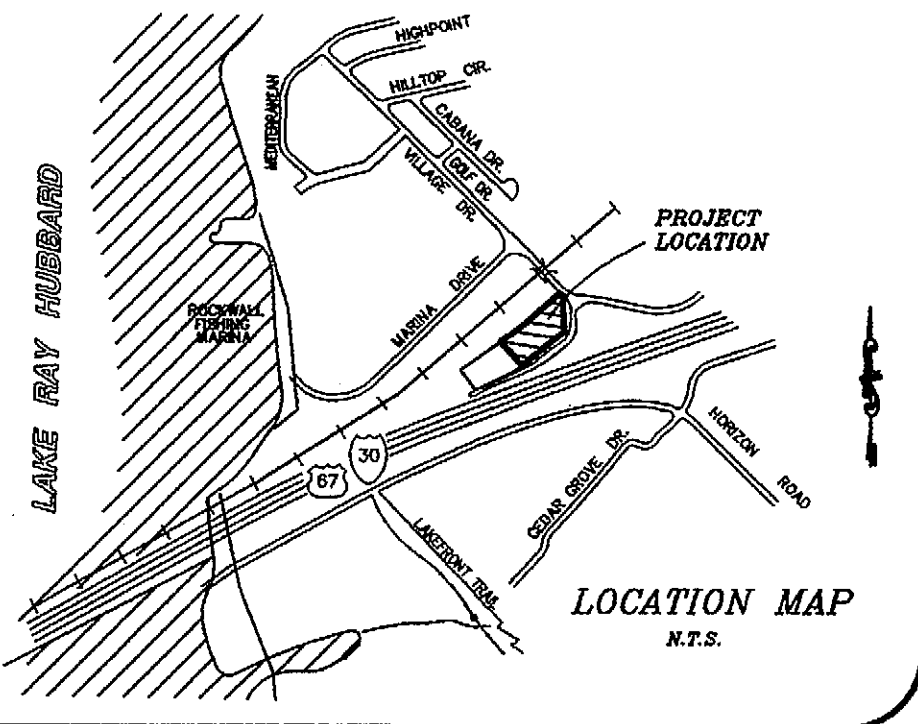 HIGHPOINT
HILLTOP CIR.
MEDITERRANEAN
CABANA DR.
GOLF DR.
VILLAGE DR.
LAKE RAY HUBBARD
PROJECT
LOCATION
MARINA DRIVE
ROCKWALL
FISHING
MARINA
30
67
HORIZON ROAD
CEDAR GROVE DR.
LAKEFRONT TRAIL
LOCATION MAP
N.T.S.